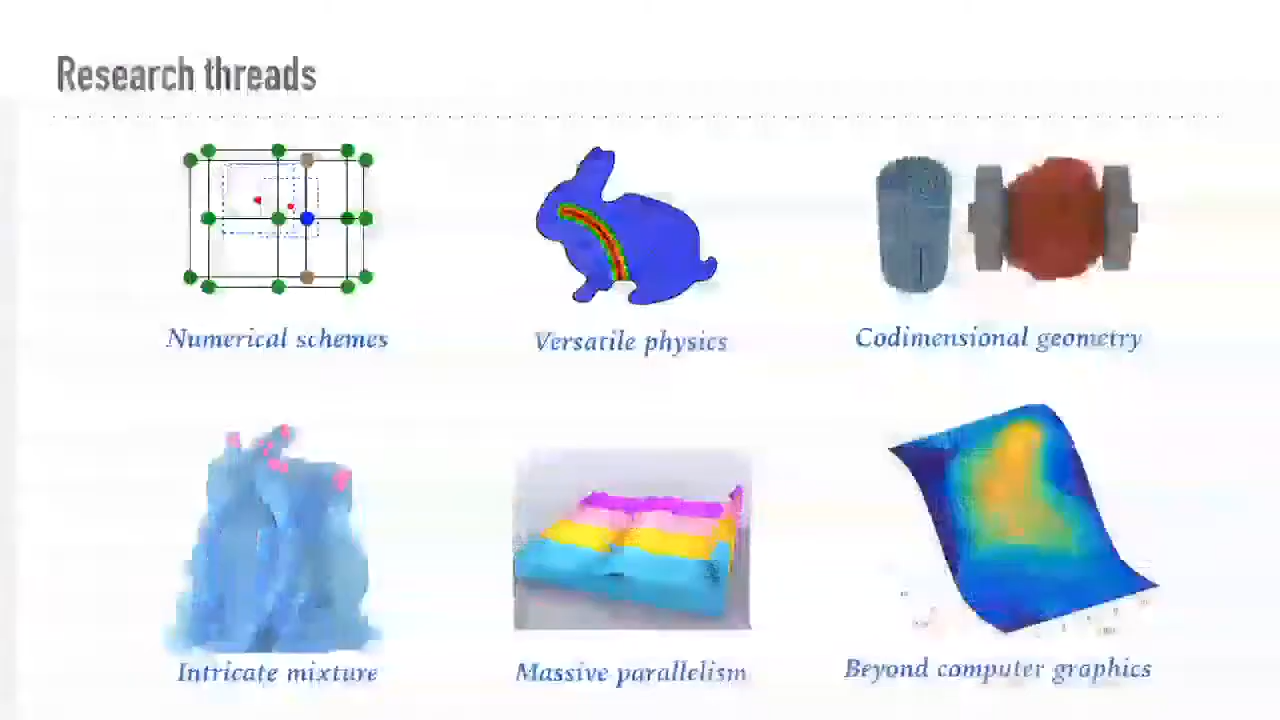 Research threads
Numerical schemes
Versatile physics
Codimensional geometry
Intricate mixture
Massive parallelism
Beyond computer graphics